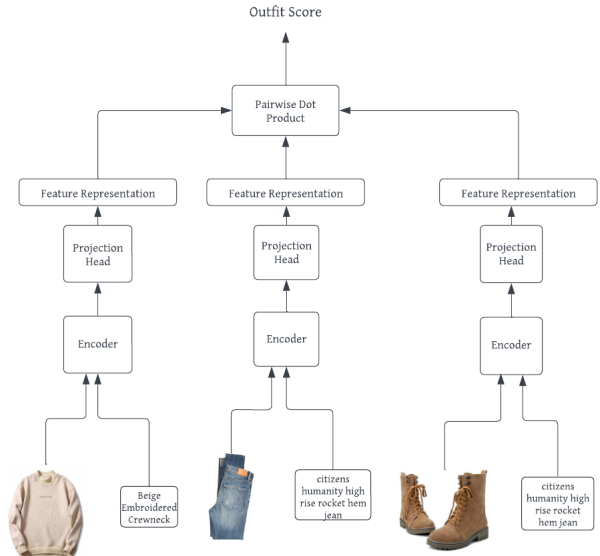 Outfit Score
Pairwise Dot
Product
Feature Representation
Feature Representation
Feature Representation
Projection
Head
Projection
Head
Projection
Head
Encoder
Encoder
Encoder
Beige
Embroidered
Crewneck
citizens
humanity high
rise rocket hem
jean
citizens
humanity high
rise rocket
hem jean